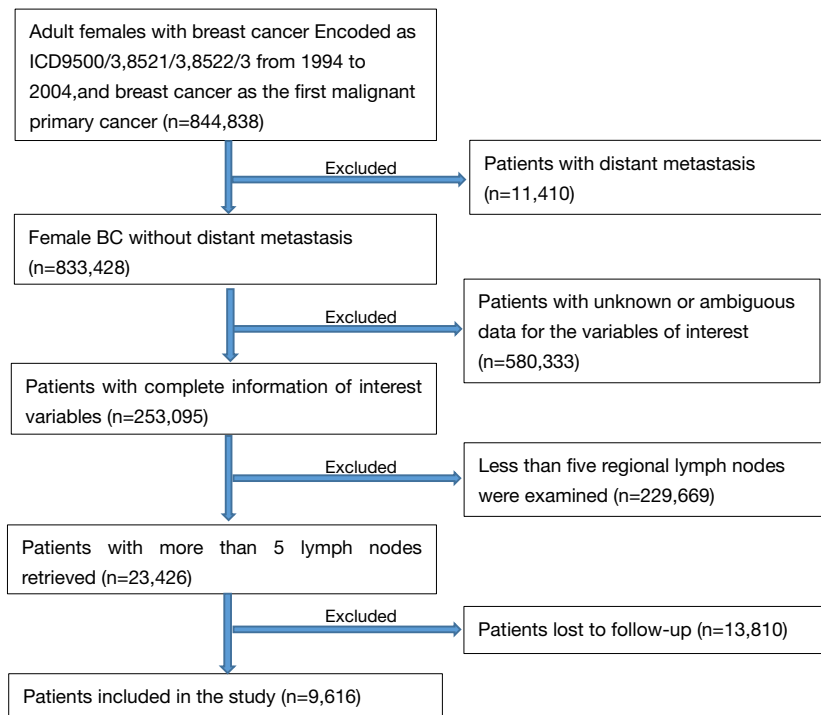 Adult females with breast cancer Encoded as
ICD9500/3,8521/3,8522/3 from 1994 to
2004,and breast cancer as the first malignant
primary cancer (n=844,838)
Excluded
Patients with distant metastasis
(n=11,410)
Female BC without distant metastasis
(n=833,428)
Excluded
Patients with unknown or ambiguous
data for the variables of interest
(n=580,333)
Patients with complete information of interest
variables (n=253,095)
Excluded
Less than five regional lymph nodes
were examined (n=229,669)
Patients with more than 5 lymph nodes
retrieved (n=23,426)
Excluded
Patients lost to follow-up (n=13,810)
Patients included in the study (n=9,616)